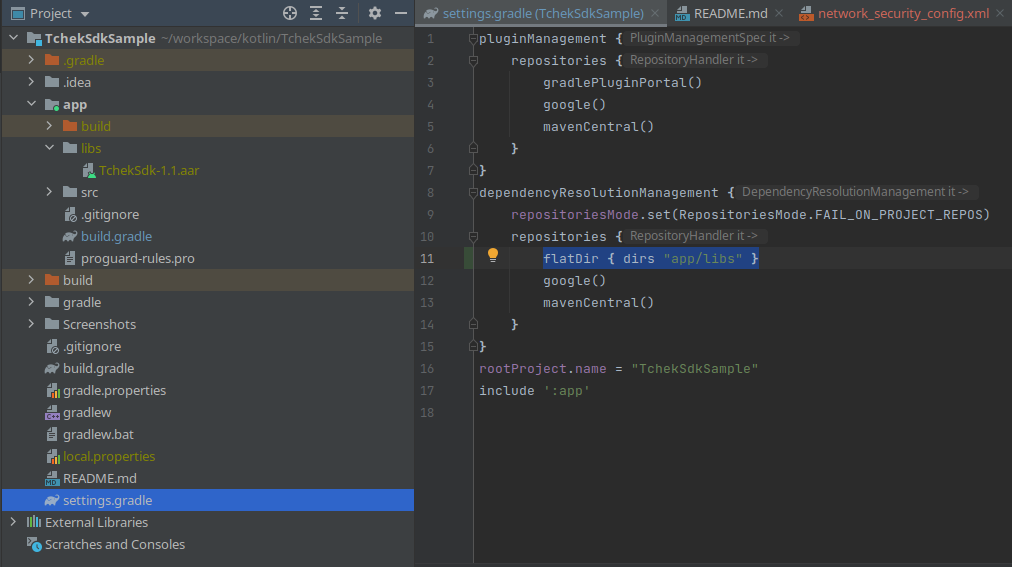 Project
TchekSdkSample ~/workspace/kotlin/TchekSdkSample
.gradle
.idea
app
build
libs
TchekSdk-1.1.aar
src
.gitignore
build.gradle
proguard-rules.pro
build
gradle
Screenshots
.gitignore
build.gradle
gradle.properties
gradlew
gradlew.bat
local.properties
README.md
settings.gradle
External Libraries
Scratches and Consoles
settings.gradle (TchekSdkSample) README.md network_security_config.xml
1 pluginManagement { PluginManagementSpec it ->
2 repositories { RepositoryHandler it ->
3 gradlePluginPortal()
4 google()
5 mavenCentral()
6 }
7 }
8 dependencyResolutionManagement { DependencyResolutionManagement it ->
9 repositoriesMode.set(RepositoriesMode.FAIL_ON_PROJECT_REPOS)
10 repositories { RepositoryHandler it ->
11 flatDir { dirs "app/libs" }
12 google()
13 mavenCentral()
14 }
15 }
16 rootProject.name = "TchekSdkSample"
17 include ':app'
18